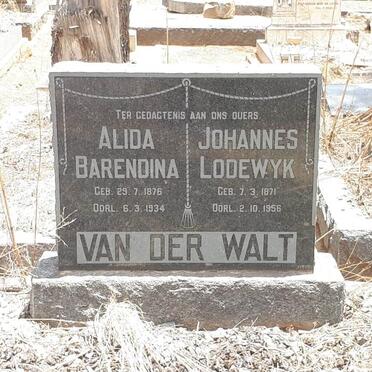 TER GEDAGTENIS AAN ONS OUERS
ALIDA BARENDINA
GEB. 29. 7. 1876
OORL. 6. 3. 1934
JOHANNES LODEWYK
GEB. 7. 3. 1871
OORL. 2. 10. 1956
VAN DER WALT